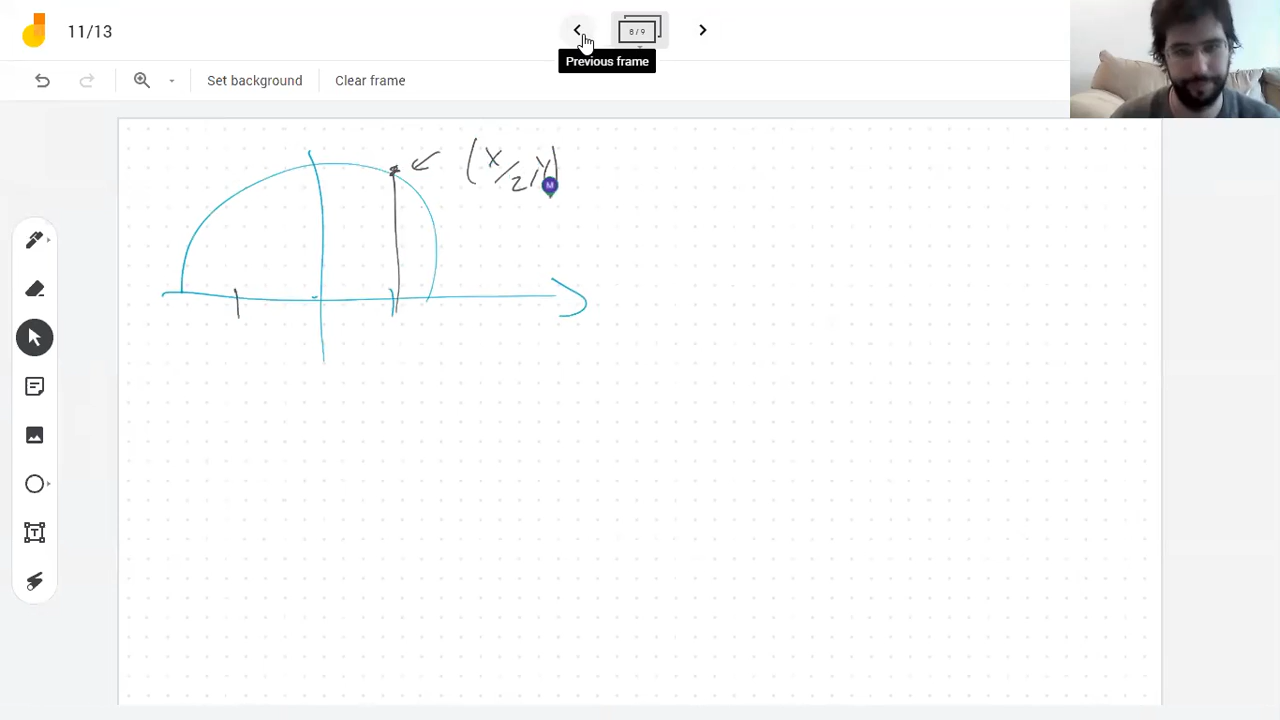 11/13
8 / 9
Previous frame
Set background
Clear frame
(x/2, y)
M
T